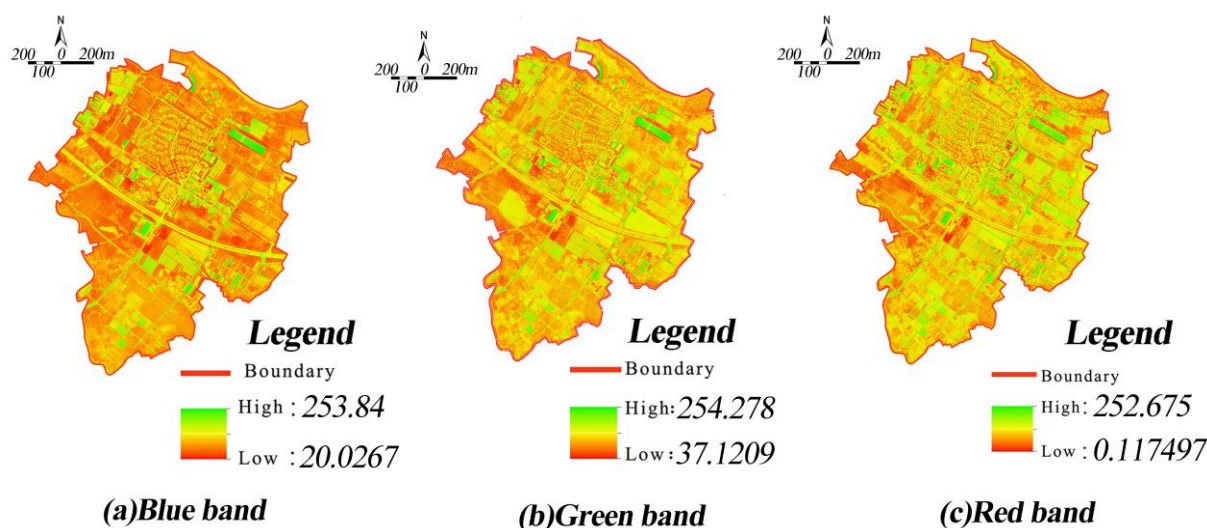 N
200 0 200m
100
N
200 0 200m
100
N
200 0 200m
100
Legend
Boundary
High : 253.84
Low : 20.0267
Legend
Boundary
High: 254.278
Low: 37.1209
Legend
Boundary
High: 252.675
Low: 0.117497
(a)Blue band
(b)Green band
(c)Red band